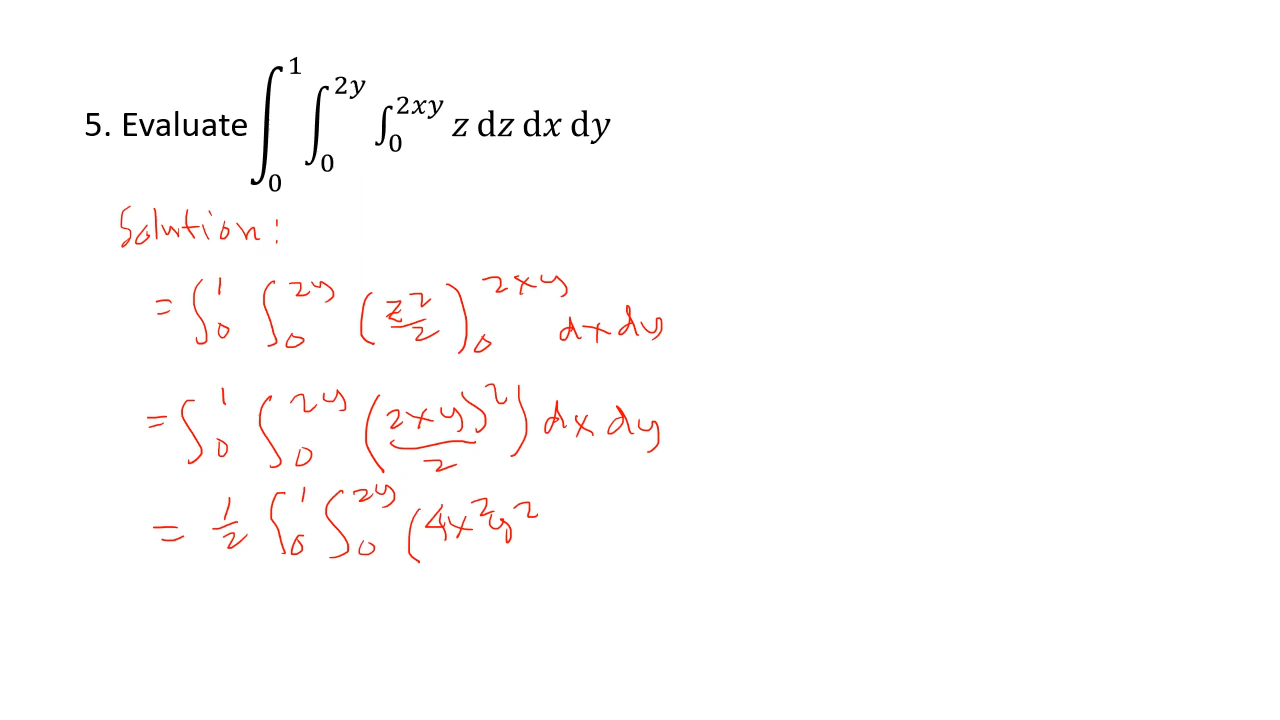 5. Evaluate ∫₀¹ ∫₀^{2y} ∫₀^{2xy} z dz dx dy
Solution:
= ∫₀¹ ∫₀^{2y} (z²/2)₀^{2xy} dx dy
= ∫₀¹ ∫₀^{2y} ((2xy)²/2) dx dy
= 1/2 ∫₀¹ ∫₀^{2y} (4x²y²